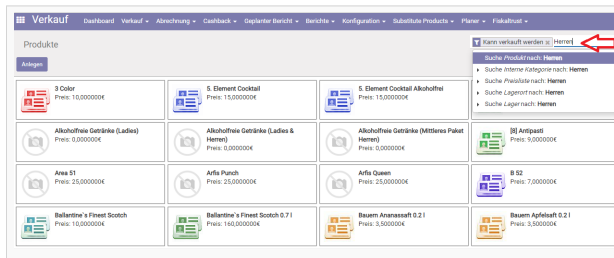 Verkauf Dashboard Verkauf Abrechnung Cashback Geplanter Bericht Berichte Konfiguration Substitute Products Planer Fiskaltrust
Produkte
Kann verkauft werden x Herren
Anlegen
Suche Produkt nach: Herren
Suche Interne Kategorie nach: Herren
Suche Preisliste nach: Herren
Suche Lagerort nach: Herren
Suche Lager nach: Herren
3 Color
Preis: 10,000000€
5. Element Cocktail
Preis: 15,000000€
5. Element Cocktail Alkoholfrei
Preis: 15,000000€
Alkoholfreie Getränke (Ladies)
Preis: 0,000000€
Alkoholfreie Getränke (Ladies &
Herren)
Preis: 0,000000€
Alkoholfreie Getränke (Mittleres Paket
Herren)
Preis: 0,000000€
[8] Antipasti
Preis: 9,000000€
Area 51
Preis: 25,000000€
Arfis Punch
Preis: 25,000000€
Arfis Queen
Preis: 25,000000€
B 52
Preis: 7,000000€
Ballantine`s Finest Scotch
Preis: 10,000000€
Ballantine`s Finest Scotch 0.7 l
Preis: 160,000000€
Bauern Ananassaft 0.2 l
Preis: 3,500000€
Bauern Apfelsaft 0.2 l
Preis: 3,500000€